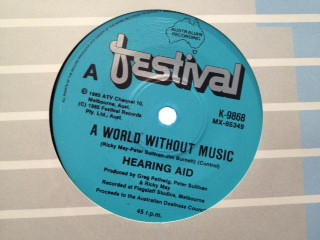 AUSTRALIAN
RECORDING
festival
A
℗ 1985 ATV Channel 10,
Melbourne, Aust.
(C) 1985 Festival Records
Pty. Ltd./Aust.
K-9868
MX-65349
A WORLD WITHOUT MUSIC
(Ricky May-Peter Sullivan-Jim Burnett) (Control)
HEARING AID
Produced by Greg Petherig, Peter Sullivan
& Ricky May
Recorded at Flagstaff Studios, Melbourne
Proceeds to the Australian Deafness Council
45 r.p.m.